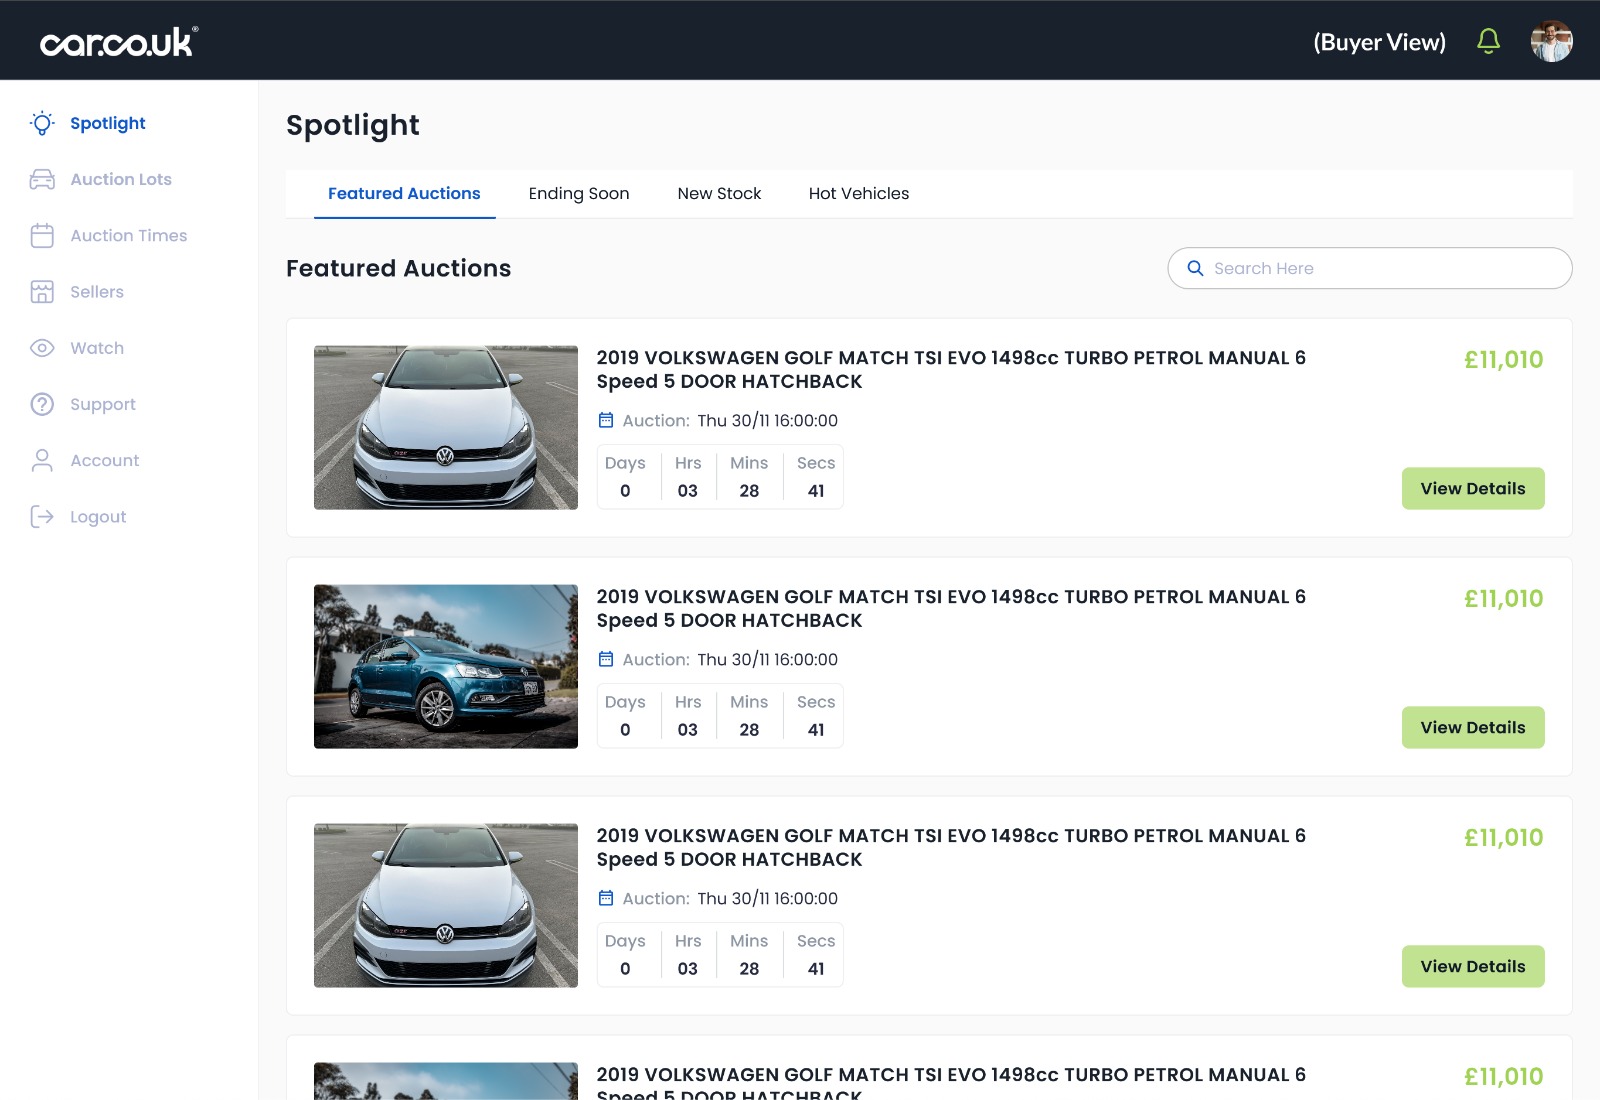 car.co.uk®
(Buyer View)
Spotlight
Auction Lots
Auction Times
Sellers
Watch
Support
Account
Logout
Spotlight
Featured Auctions
Ending Soon
New Stock
Hot Vehicles
Featured Auctions
Search Here
2019 VOLKSWAGEN GOLF MATCH TSI EVO 1498cc TURBO PETROL MANUAL 6
Speed 5 DOOR HATCHBACK
£11,010
Auction: Thu 30/11 16:00:00
Days Hrs Mins Secs
0 03 28 41
View Details
2019 VOLKSWAGEN GOLF MATCH TSI EVO 1498cc TURBO PETROL MANUAL 6
Speed 5 DOOR HATCHBACK
£11,010
Auction: Thu 30/11 16:00:00
Days Hrs Mins Secs
0 03 28 41
View Details
2019 VOLKSWAGEN GOLF MATCH TSI EVO 1498cc TURBO PETROL MANUAL 6
Speed 5 DOOR HATCHBACK
£11,010
Auction: Thu 30/11 16:00:00
Days Hrs Mins Secs
0 03 28 41
View Details
2019 VOLKSWAGEN GOLF MATCH TSI EVO 1498cc TURBO PETROL MANUAL 6
Speed 5 DOOR HATCHBACK
£11,010